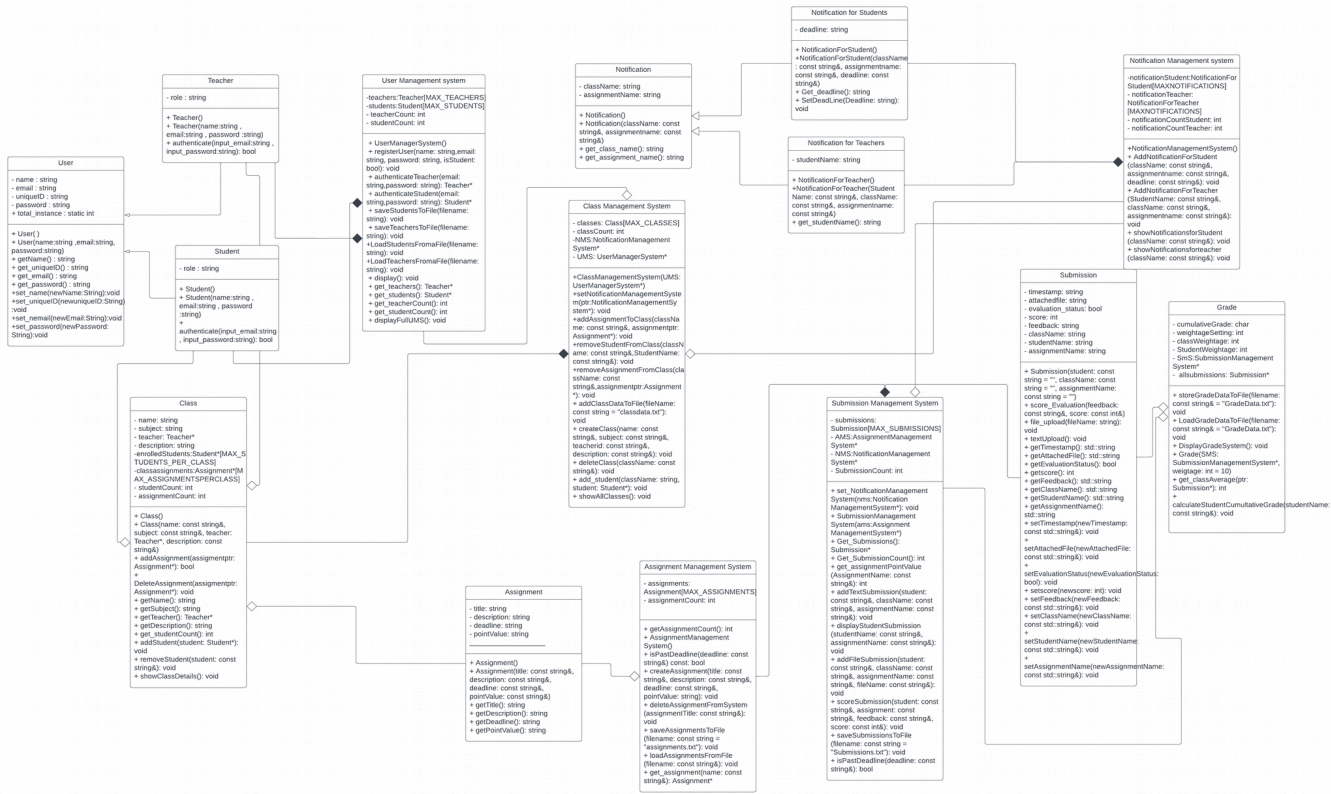 User
- name : string
- email : string
- uniqueID : string
- password : string
+ total_instance : static int
+ User( )
+ User(name:string ,email:string,
password:string)
+ getName() : string
+ get_uniqueID() : string
+ get_email() : string
+ get_password() : string
+set_name(newName:String):void
+set_uniqueID(newuniqueID:String)
:void
+set_nemail(newEmail:String):void
+set_password(newPassword:
String):void
Teacher
- role : string
+ Teacher()
+ Teacher(name:string ,
email:string , password :string)
+ authenticate(input_email:string ,
input_password:string): bool
Student
- role : string
+ Student()
+ Student(name:string ,
email:string , password
:string)
+
authenticate(input_email:string
, input_password:string): bool
Class
- name: string
- subject: string
- teacher: Teacher*
- description: string
-enrolledStudents:Student*[MAX_S
TUDENTS_PER_CLASS]
-classassignments:Assignment*[M
AX_ASSIGNMENTSPERCLASS]
- studentCount: int
- assignmentCount: int
+ Class()
+ Class(name: const string&,
subject: const string&, teacher:
Teacher*, description: const
string&)
+ addAssignment(assigmentptr:
Assignment*): bool
+
DeleteAssignment(assigmentptr:
Assignment*): void
+ getName(): string
+ getSubject(): string
+ getTeacher(): Teacher*
+ getDescription(): string
+ get_studentCount(): int
+ addStudent(student: Student*):
void
+ removeStudent(student: const
string&): void
+ showClassDetails(): void
User Management system
-teachers:Teacher[MAX_TEACHERS]
-students:Student[MAX_STUDENTS]
- teacherCount: int
- studentCount: int
+ UserManagerSystem()
+ registerUser(name: string,email:
string, password: string, isStudent:
bool): void
+ authenticateTeacher(email:
string,password: string): Teacher*
+ authenticateStudent(email:
string,password: string): Student*
+ saveStudentsToFile(filename:
string): void
+ saveTeachersToFile(filename:
string): void
+LoadStudentsFromaFile(filename:
string): void
+LoadTeachersFromaFile(filename:
string): void
+ display(): void
+ get_teachers(): Teacher*
+ get_students(): Student*
+ get_teacherCount(): int
+ get_studentCount(): int
+ displayFullUMS(): void
Notification
- className: string
- assignmentName: string
+ Notification()
+ Notification(className: const
string&, assignmentname: const
string&)
+ get_class_name(): string
+ get_assignment_name(): string
Notification for Students
- deadline: string
+ NotificationForStudent()
+NotificationForStudent(className
: const string&, assignmentname:
const string&, deadline: const
string&)
+ Get_deadline(): string
+ SetDeadLine(Deadline: string):
void
Notification for Teachers
- studentName: string
+ NotificationForTeacher()
+NotificationForTeacher(Student
Name: const string&, className:
const string&, assignmentname:
const string&)
+ get_studentName(): string
Notification Management system
-notificationStudent:NotificationFor
Student[MAXNOTIFICATIONS]
- notificationTeacher:
NotificationForTeacher
[MAXNOTIFICATIONS]
- notificationCountStudent: int
- notificationCountTeacher: int
+NotificationManagementSystem()
+ AddNotificationForStudent
(className: const string&,
assignmentname: const string&,
deadline: const string&): void
+ AddNotificationForTeacher
(StudentName: const string&,
className: const string&,
assignmentname: const string&):
void
+ showNotificationsforStudent
(className: const string&): void
+ showNotificationsforteacher
(className: const string&): void
Class Management System
- classes: Class[MAX_CLASSES]
- classCount: int
-NMS:NotificationManagement
System*
- UMS: UserManagerSystem*
+ClassManagementSystem(UMS:
UserManagerSystem*)
+setNotificationManagementSyste
m(ptr:NotificationManagementSy
stem*): void
+addAssignmentToClass(classNa
me: const string&, assignmentptr:
Assignment*): void
+removeStudentFromClass(classN
ame: const string&,StudentName:
const string&): void
+removeAssignmentFromClass(cla
ssName: const
string&,assignmentptr:Assignment
*): void
+ addClassDataToFile(fileName:
const string = "classdata.txt"):
void
+ createClass(name: const
string&, subject: const string&,
teacherid: const string&,
description: const string&): void
+ deleteClass(className: const
string&): void
+ add_student(className: string,
student: Student*): void
+ showAllClasses(): void
Assignment
- title: string
- description: string
- deadline: string
- pointValue: string
+ Assignment()
+ Assignment(title: const string&,
description: const string&,
deadline: const string&,
pointValue: const string&)
+ getTitle(): string
+ getDescription(): string
+ getDeadline(): string
+ getPointValue(): string
Assignment Management System
- assignments:
Assignment[MAX_ASSIGNMENTS]
- assignmentCount: int
+ getAssignmentCount(): int
+ AssignmentManagement
System()
+ isPastDeadline(deadline: const
string&) const: bool
+ createAssignment(title: const
string&, description: const string&,
deadline: const string&,
pointValue: string): void
+ deleteAssignmentFromSystem
(assignmentTitle: const string&):
void
+ saveAssignmentsToFile
(filename: const string =
"assignments.txt"): void
+ loadAssignmentsFromFile
(filename: const string&): void
+ get_assignment(name: const
string&): Assignment*
Submission Management System
- submissions:
Submission[MAX_SUBMISSIONS]
- AMS:AssignmentManagement
System*
- NMS:NotificationManagement
System*
- SubmissionCount: int
+ set_NotificationManagement
System(nms:Notification
ManagementSystem*): void
+ SubmissionManagement
System(ams:Assignment
ManagementSystem*)
+ Get_Submissions():
Submission*
+ Get_SubmissionCount(): int
+ get_assignmentPointValue
(AssignmentName: const
string&): int
+ addTextSubmission(student:
const string&, className: const
string&, assignmentName: const
string&): void
+ displayStudentSubmission
(studentName: const string&,
assignmentName: const string&):
void
+ addFileSubmission(student:
const string&, className: const
string&, assignmentName: const
string&, fileName: const string&):
void
+ scoreSubmission(student: const
string&, assignment: const
string&, feedback: const string&,
score: const int&): void
+ saveSubmissionsToFile
(filename: const string =
"Submissions.txt"): void
+ isPastDeadline(deadline: const
string&): bool
Submission
- timestamp: string
- attachedfile: string
- evaluation_status: bool
- score: int
- feedback: string
- className: string
- studentName: string
- assignmentName: string
+ Submission(student: const
string = "", className: const
string = "", assignmentName:
const string = "")
+ score_Evaluation(feedback:
const string&, score: const int&)
+ file_upload(fileName: string):
void
+ textUpload(): void
+ getTimestamp(): std::string
+ getAttachedFile(): std::string
+ getEvaluationStatus(): bool
+ getscore(): int
+ getFeedback(): std::string
+ getClassName(): std::string
+ getStudentName(): std::string
+ getAssignmentName():
std::string
+ setTimestamp(newTimestamp:
const std::string&): void
+
setAttachedFile(newAttachedFile:
const std::string&): void
+
setEvaluationStatus(newEvaluationStatus:
bool): void
+ setscore(newscore: int): void
+ setFeedback(newFeedback:
const std::string&): void
+ setClassName(newClassName:
const std::string&): void
+
setStudentName(newStudentName:
const std::string&): void
+
setAssignmentName(newAssignmentName:
const std::string&): void
Grade
- cumulativeGrade: char
- weightageSetting: int
- classWeightage: int
- StudentWeightage: int
- SmS:SubmissionManagement
System*
- allsubmissions: Submission*
+ storeGradeDataToFile(filename:
const string& = "GradeData.txt"):
void
+ LoadGradeDataToFile(filename:
const string& = "GradeData.txt"):
void
+ DisplayGradeSystem(): void
+ Grade(SMS:
SubmissionManagementSystem*,
weigtage: int = 10)
+ get_classAverage(ptr:
Submission*): int
+
calculateStudentCumultativeGrade(studentName:
const string&): void